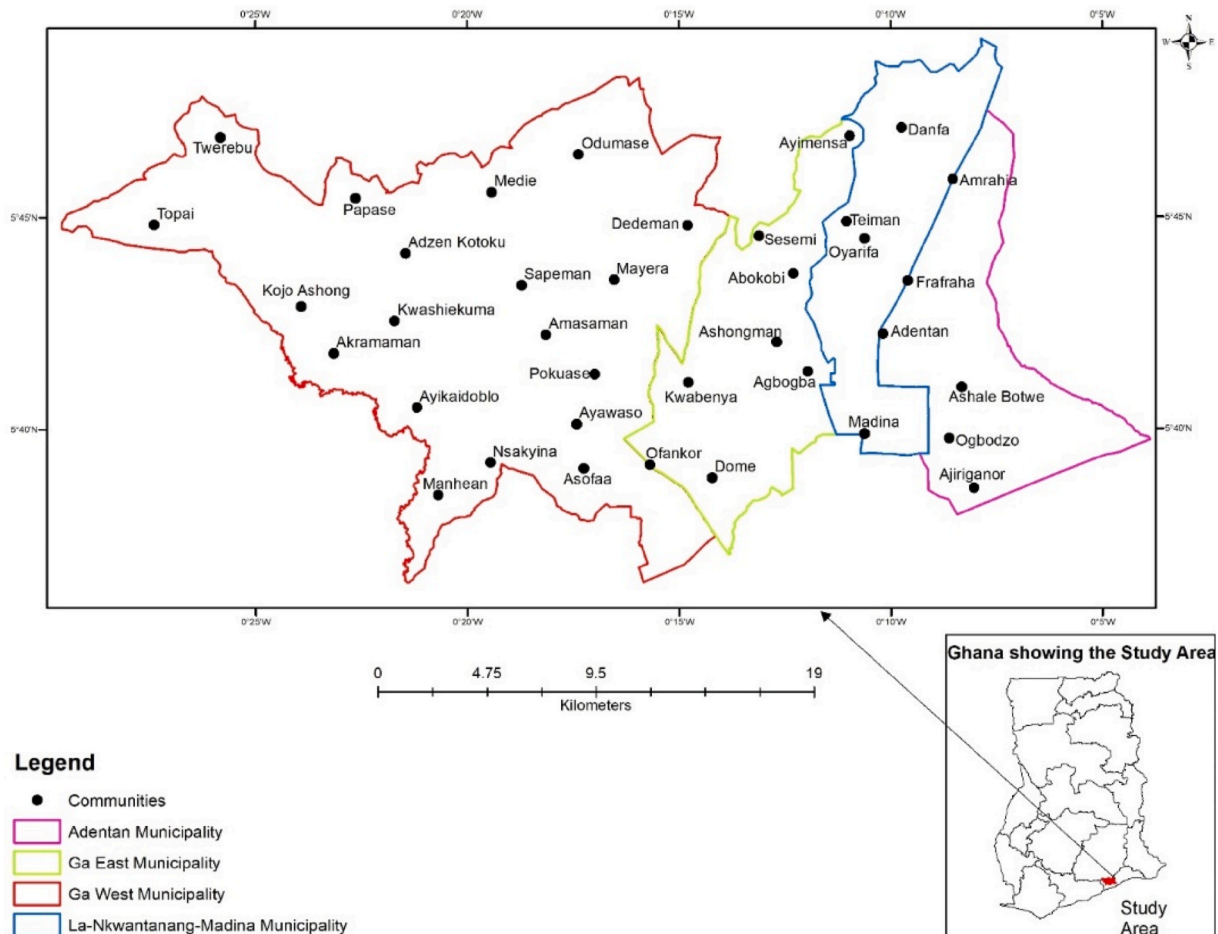 0°25'W 0°20'W 0°15'W 0°10'W 0°5'W
N
W E
S
Twerebu
Ayimensa
Danfa
Odumase
Medie
Amrahia
Papase
5°45'N
Topai
Dededman
Teiman
5°45'N
Sesemi
Oyarifa
Adzen Kotoku
Abokobi
Sapeman
Mayera
Frafraha
Kojo Ashong
Kwashiekuma
Amasaman
Ashongman
Adentan
Akramaman
Pokuase
Agbogba
Kwabenya
Ashale Botwe
Ayikaidoblo
Ayawaso
Madina
5°40'N
5°40'N
Ogbodzo
Nsakyina
Ofankor
Dome
Asofaa
Manhean
Ajiriganor
0°25'W 0°20'W 0°15'W 0°10'W 0°5'W
0 4.75 9.5 19
Kilometers
Ghana showing the Study Area
Study
Area
Legend
Communities
Adentan Municipality
Ga East Municipality
Ga West Municipality
La-Nkwantanang-Madina Municipality